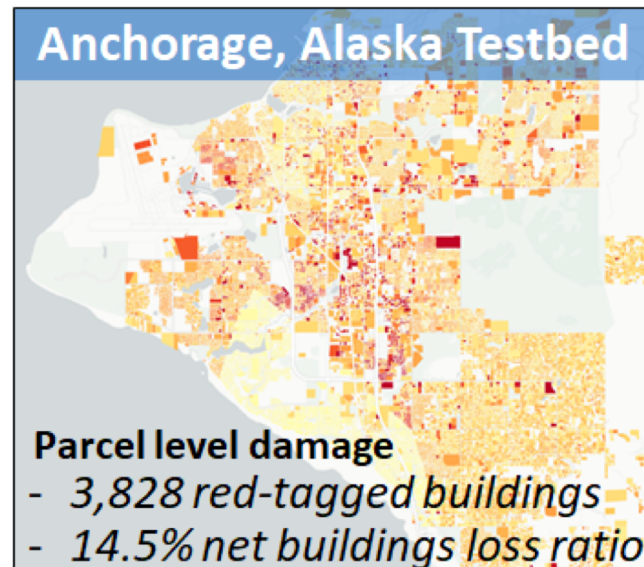 Anchorage, Alaska Testbed
Parcel level damage
- 3,828 red-tagged buildings
- 14.5% net buildings loss ratio